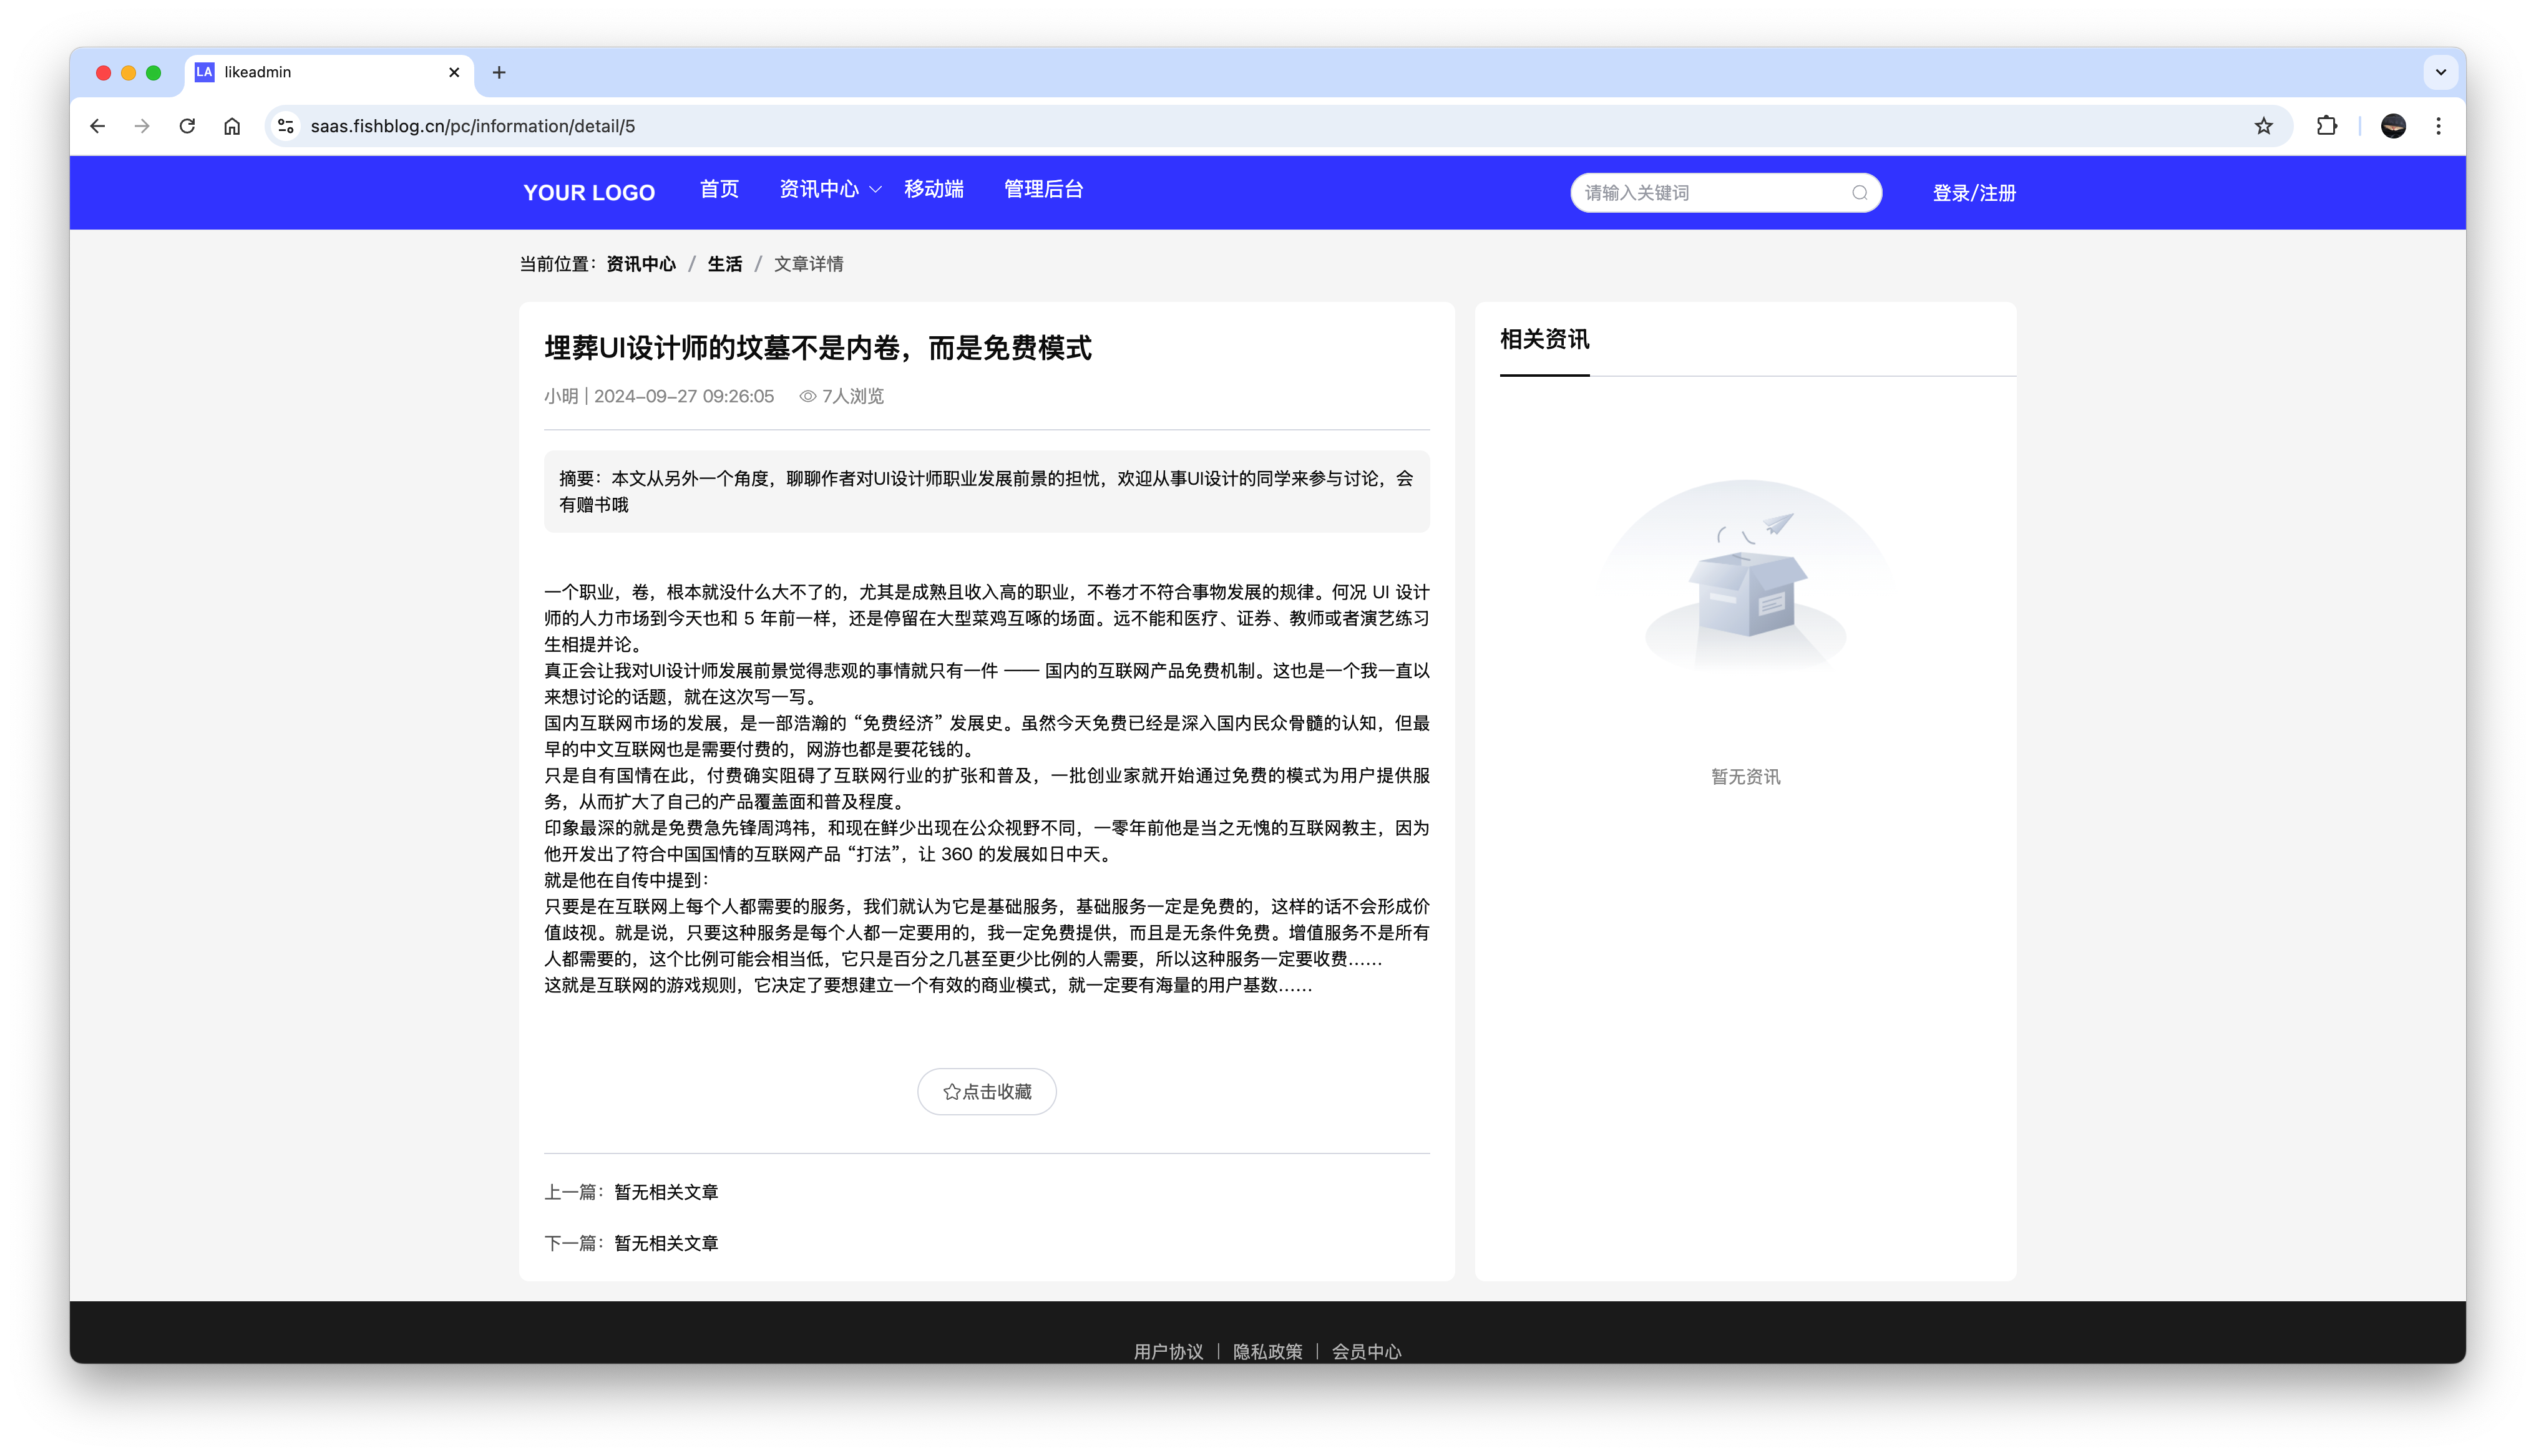 LA likeadmin
saas.fishblog.cn/pc/information/detail/5
YOUR LOGO 首页 资讯中心 移动端 管理后台 请输入关键词 登录/注册
当前位置：资讯中心 / 生活 / 文章详情
埋葬UI设计师的坟墓不是内卷，而是免费模式
小明 | 2024-09-27 09:26:05 7人浏览
摘要：本文从另外一个角度，聊聊作者对UI设计师职业发展前景的担忧，欢迎从事UI设计的同学来参与讨论，会
有赠书哦
一个职业，卷，根本就没什么大不了的，尤其是成熟且收入高的职业，不卷才不符合事物发展的规律。何况 UI 设计
师的人力市场到今天也和 5 年前一样，还是停留在大型菜鸡互啄的场面。远不能和医疗、证券、教师或者演艺练习
生相提并论。
真正会让我对UI设计师发展前景觉得悲观的事情就只有一件 —— 国内的互联网产品免费机制。这也是一个我一直以
来想讨论的话题，就在这次写一写。
国内互联网市场的发展，是一部浩瀚的 “免费经济” 发展史。虽然今天免费已经是深入国内民众骨髓的认知，但最
早的中文互联网也是需要付费的，网游也都是要花钱的。
只是自有国情在此，付费确实阻碍了互联网行业的扩张和普及，一批创业家就开始通过免费的模式为用户提供服
务，从而扩大了自己的产品覆盖面和普及程度。
印象最深的就是免费急先锋周鸿祎，和现在鲜少出现在公众视野不同，一零年前他是当之无愧的互联网教主，因为
他开发出了符合中国国情的互联网产品 “打法”，让 360 的发展如日中天。
就是他在自传中提到：
只要是在互联网上每个人都需要的服务，我们就认为它是基础服务，基础服务一定是免费的，这样的话不会形成价
值歧视。就是说，只要这种服务是每个人都一定要用的，我一定免费提供，而且是无条件免费。增值服务不是所有
人都需要的，这个比例可能会相当低，它只是百分之几甚至更少比例的人需要，所以这种服务一定要收费……
这就是互联网的游戏规则，它决定了要想建立一个有效的商业模式，就一定要有海量的用户基数……
点击收藏
上一篇：暂无相关文章
下一篇：暂无相关文章
相关资讯
暂无资讯
用户协议 | 隐私政策 | 会员中心